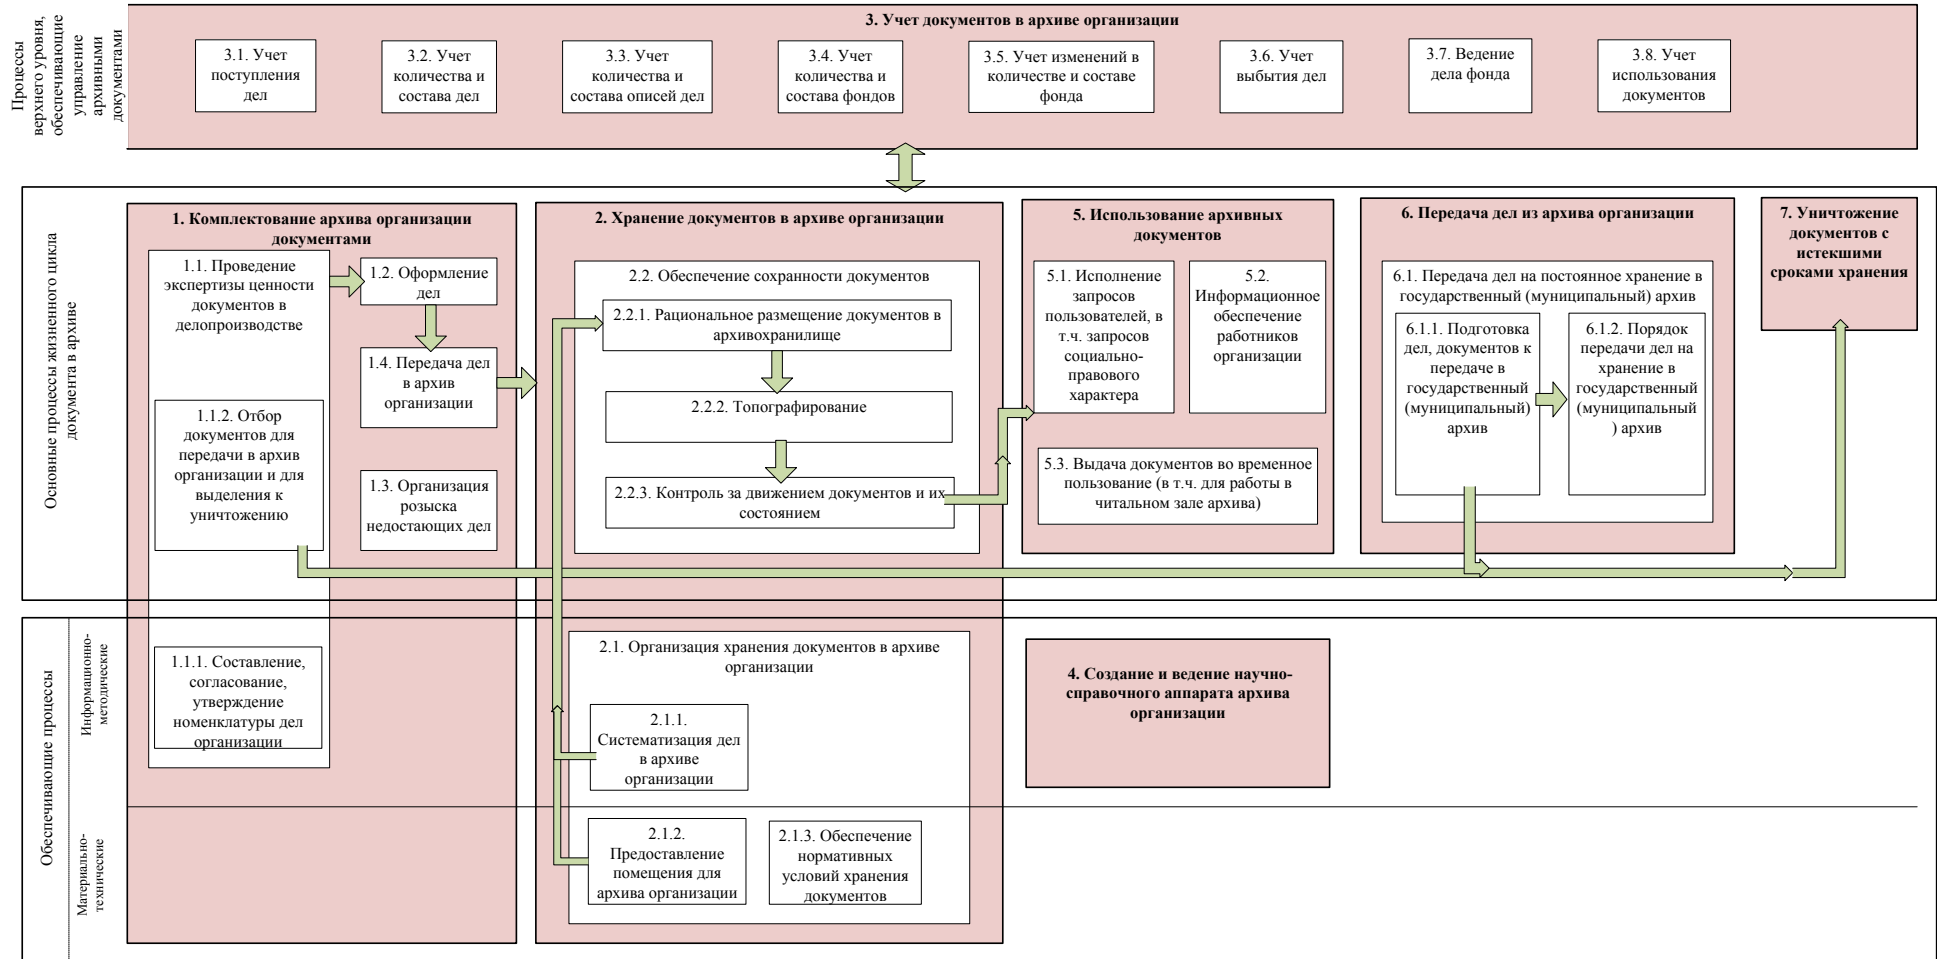 Процессы
верхнего уровня,
обеспечивающие
управление
архивными
документами
3. Учет документов в архиве организации
3.1. Учет
поступления
дел
3.2. Учет
количества и
состава дел
3.3. Учет
количества и
состава описей дел
3.4. Учет
количества и
состава фондов
3.5. Учет изменений в
количестве и составе
фонда
3.6. Учет
выбытия дел
3.7. Ведение
дела фонда
3.8. Учет
использования
документов
Основные процессы жизненного цикла
документа в архиве
1. Комплектование архива организации
документами
1.1. Проведение
экспертизы ценности
документов в
делопроизводстве
1.2. Оформление
дел
1.4. Передача дел
в архив
организации
1.1.2. Отбор
документов для
передачи в архив
организации и для
выделения к
уничтожению
1.3. Организация
розыска
недостающих дел
2. Хранение документов в архиве организации
2.2. Обеспечение сохранности документов
2.2.1. Рациональное размещение документов в
архивохранилище
2.2.2. Топографирование
2.2.3. Контроль за движением документов и их
состоянием
5. Использование архивных
документов
5.1. Исполнение
запросов
пользователей, в
т.ч. запросов
социально-
правового
характера
5.2.
Информационное
обеспечение
работников
организации
5.3. Выдача документов во временное
пользование (в т.ч. для работы в
читальном зале архива)
6. Передача дел из архива организации
6.1. Передача дел на постоянное хранение в
государственный (муниципальный) архив
6.1.1. Подготовка
дел, документов к
передаче в
государственный
(муниципальный)
архив
6.1.2. Порядок
передачи дел на
хранение в
государственный
(муниципальный
) архив
7. Уничтожение
документов с
истекшими
сроками хранения
Обеспечивающие процессы
Информационно-
методические
1.1.1. Составление,
согласование,
утверждение
номенклатуры дел
организации
2.1. Организация хранения документов в архиве
организации
2.1.1.
Систематизация дел
в архиве
организации
4. Создание и ведение научно-
справочного аппарата архива
организации
Материально-
технические
2.1.2.
Предоставление
помещения для
архива организации
2.1.3. Обеспечение
нормативных
условий хранения
документов